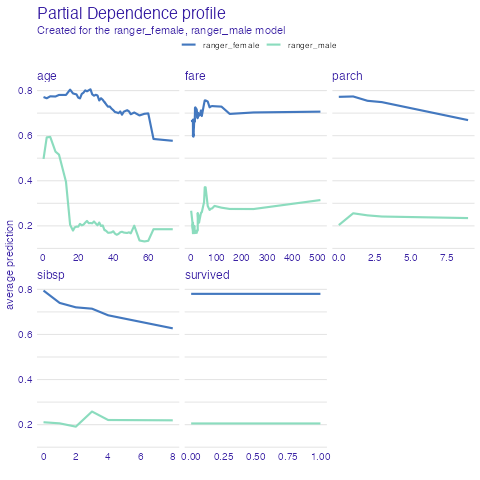 Partial Dependence profile
Created for the ranger_female, ranger_male model
ranger_female ranger_male
age fare parch
0.8
0.6
0.4
0.2
0 20 40 60 0 100 200 300 400 500 0.0 2.5 5.0 7.5
average prediction
sibsp survived
0.8
0.6
0.4
0.2
0 2 4 6 8 0.00 0.25 0.50 0.75 1.00